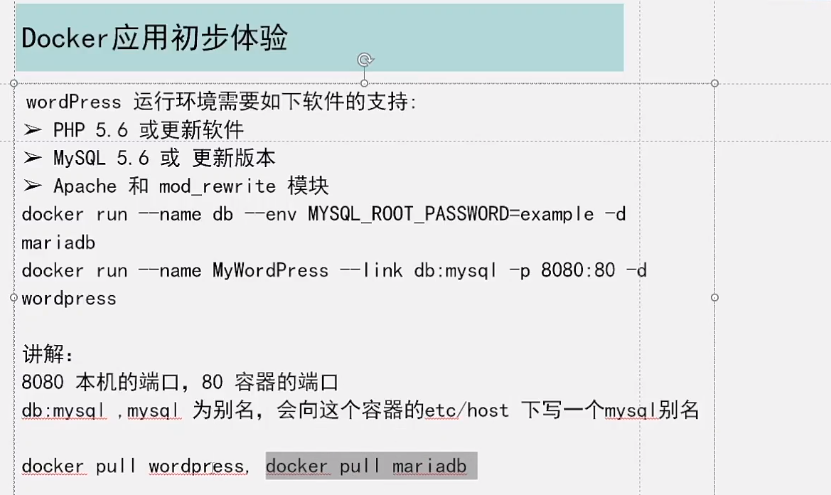 Docker应用初步体验
wordPress 运行环境需要如下软件的支持:
➢ PHP 5.6 或更新软件
➢ MySQL 5.6 或 更新版本
➢ Apache 和 mod_rewrite 模块
docker run --name db --env MYSQL_ROOT_PASSWORD=example -d
mariadb
docker run --name MyWordPress --link db:mysql -p 8080:80 -d
wordpress
讲解:
8080 本机的端口，80 容器的端口
db:mysql ,mysql 为别名，会向这个容器的etc/host 下写一个mysql别名
docker pull wordpress, docker pull mariadb